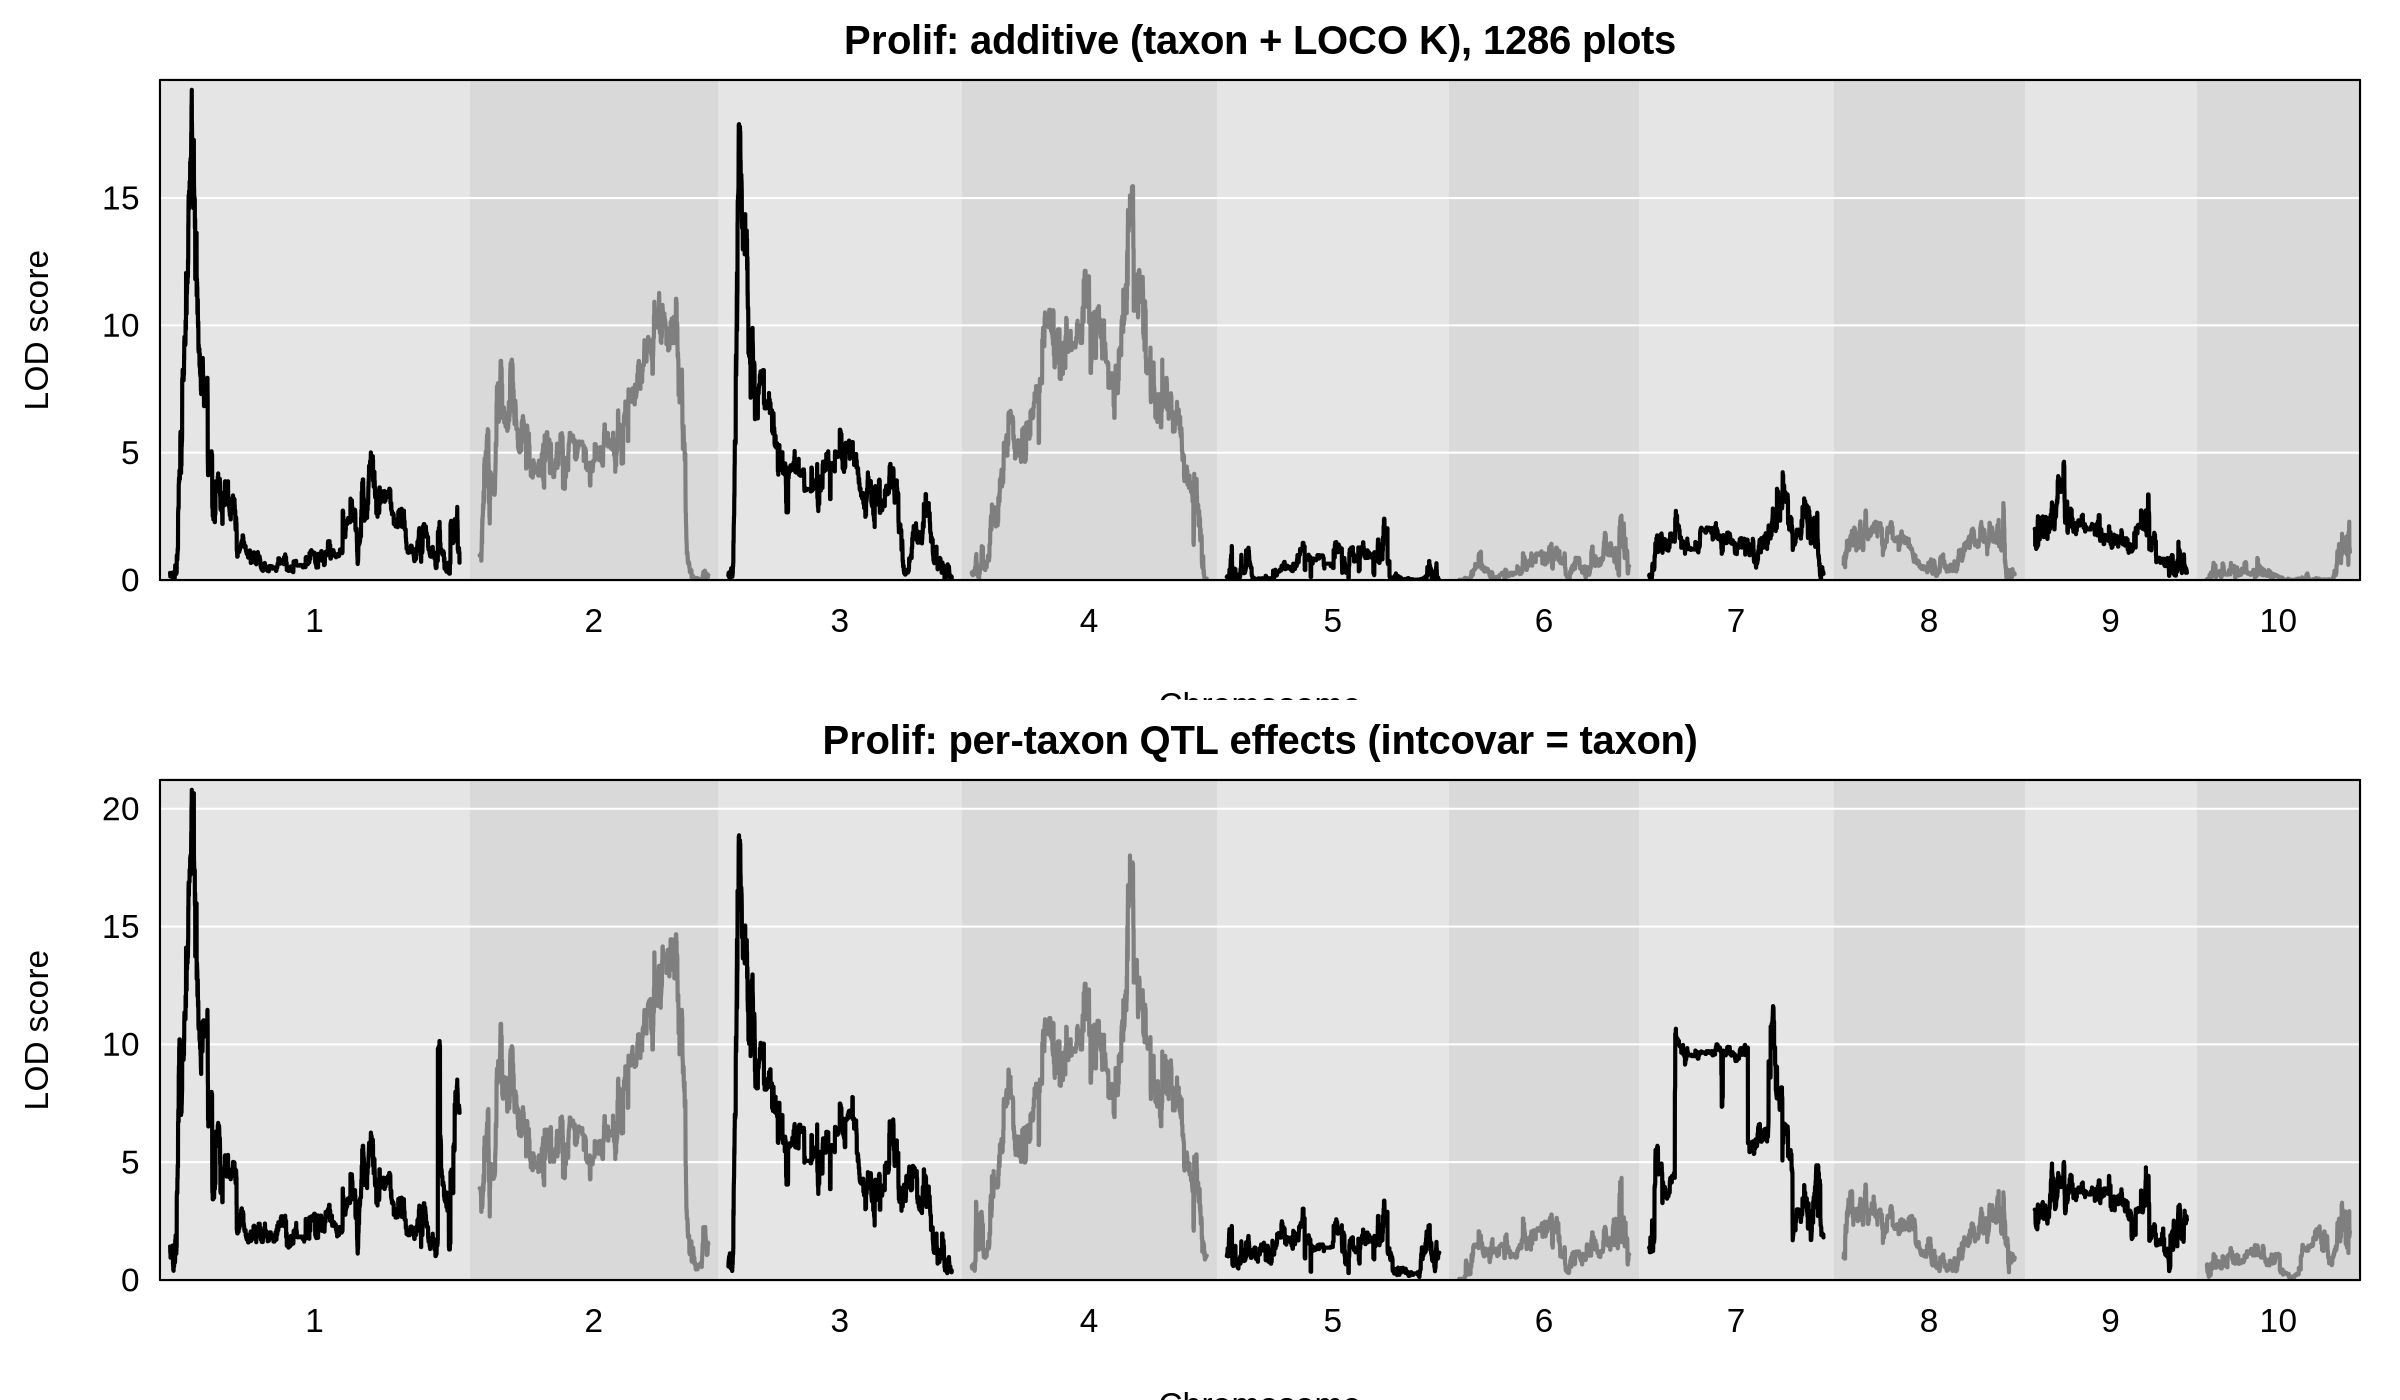 Prolif: additive (taxon + LOCO K), 1286 plots
LOD score
15
10
5
0
1 2 3 4 5 6 7 8 9 10
Chromosome
Prolif: per-taxon QTL effects (intcovar = taxon)
LOD score
20
15
10
5
0
1 2 3 4 5 6 7 8 9 10
Chromosome